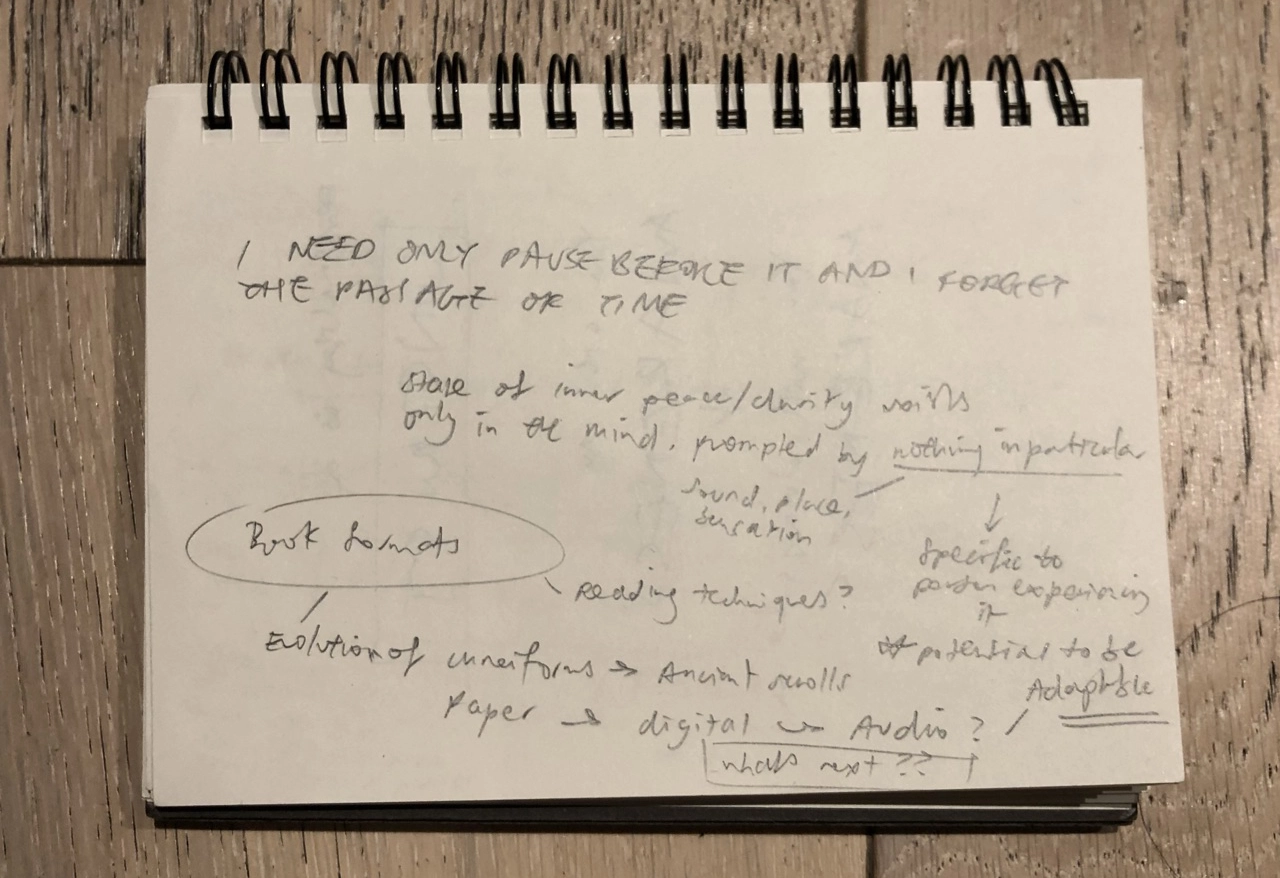 I NEED ONLY PAUSE BEFORE IT AND I FORGET
THE PASSAGE OF TIME
State of inner peace/clarity exists
only in the mind, prompted by nothing in particular
sound, place,
sensation
Specific to
person experiencing
it
potential to be
Adaptable
Book formats
Reading techniques?
Evolution of cuneiforms → Ancient scrolls
Paper → digital → Audio? /
what's next ??